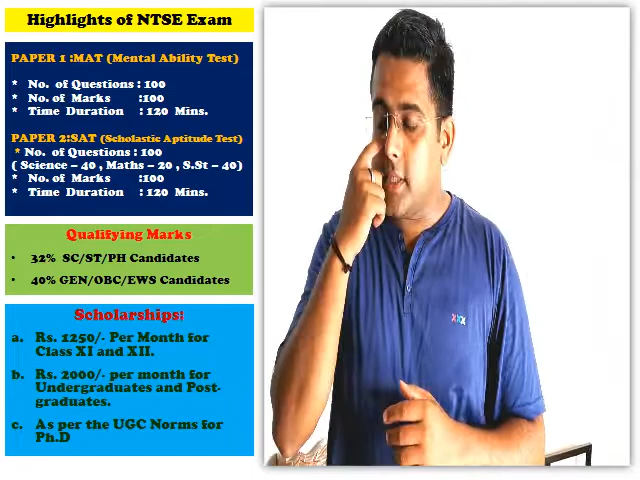 Highlights of NTSE Exam
PAPER 1 :MAT (Mental Ability Test)
* No. of Questions : 100
* No. of Marks :100
* Time Duration : 120 Mins.
PAPER 2:SAT (Scholastic Aptitude Test)
* No. of Questions : 100
( Science – 40 , Maths – 20 , S.St – 40)
* No. of Marks :100
* Time Duration : 120 Mins.
Qualifying Marks
• 32% SC/ST/PH Candidates
• 40% GEN/OBC/EWS Candidates
Scholarships:
a. Rs. 1250/- Per Month for
Class XI and XII.
b. Rs. 2000/- per month for
Undergraduates and Post-
graduates.
c. As per the UGC Norms for
Ph.D
XXX